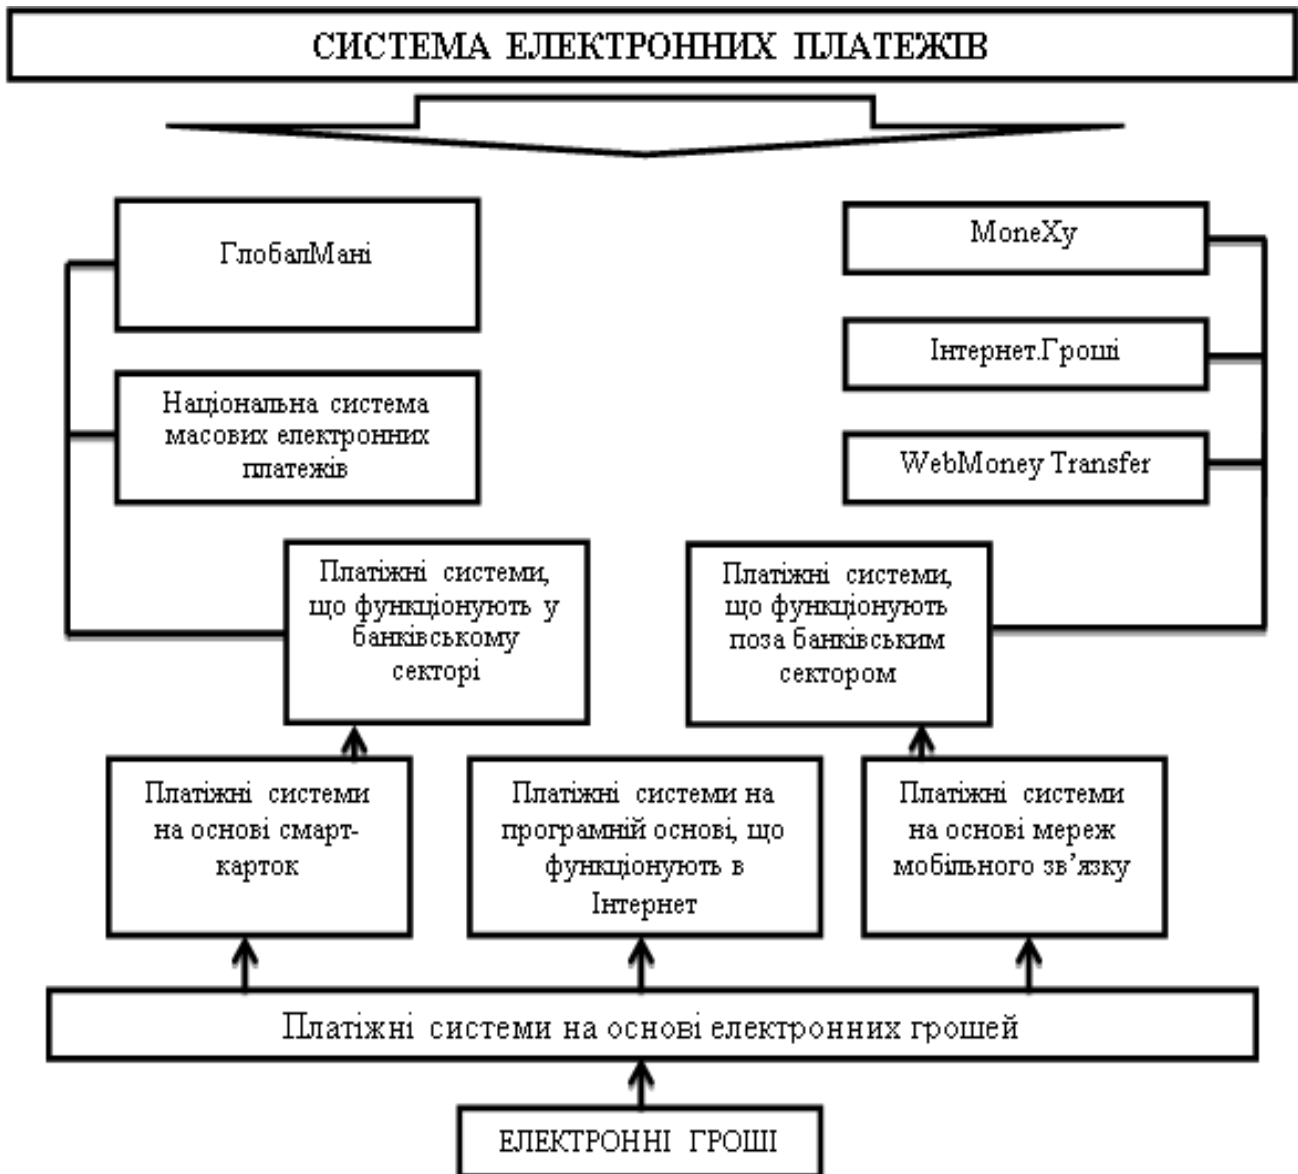 СИСТЕМА ЕЛЕКТРОННИХ ПЛАТЕЖІВ
ГлобалМані
MoneXy
Інтернет.Гроші
Національна система
масових електронних
платежів
WebMoney Transfer
Платіжні системи,
що функціонують у
банківському
секторі
Платіжні системи,
що функціонують
поза банківським
сектором
Платіжні системи
на основі смарт-
карток
Платіжні системи на
програмній основі, що
функціонують в
Інтернет
Платіжні системи
на основі мереж
мобільного зв’язку
Платіжні системи на основі електронних грошей
ЕЛЕКТРОННІ ГРОШІ